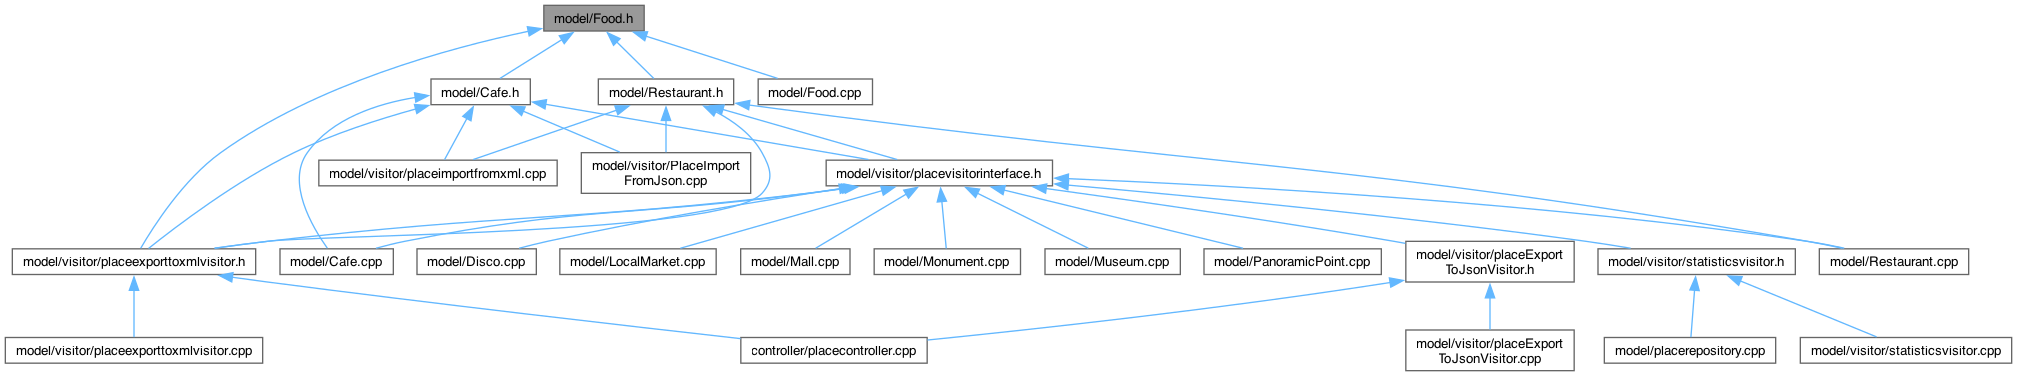 model/Food.h
model/Cafe.h
model/Restaurant.h
model/Food.cpp
model/visitor/placeimportfromxml.cpp
model/visitor/PlaceImport
FromJson.cpp
model/visitor/placevisitorinterface.h
model/visitor/placeexporttoxmlvisitor.h
model/Cafe.cpp
model/Disco.cpp
model/LocalMarket.cpp
model/Mall.cpp
model/Monument.cpp
model/Museum.cpp
model/PanoramicPoint.cpp
model/visitor/placeExport
ToJsonVisitor.h
model/visitor/statisticsvisitor.h
model/Restaurant.cpp
model/visitor/placeexporttoxmlvisitor.cpp
controller/placecontroller.cpp
model/visitor/placeExport
ToJsonVisitor.cpp
model/placerepository.cpp
model/visitor/statisticsvisitor.cpp